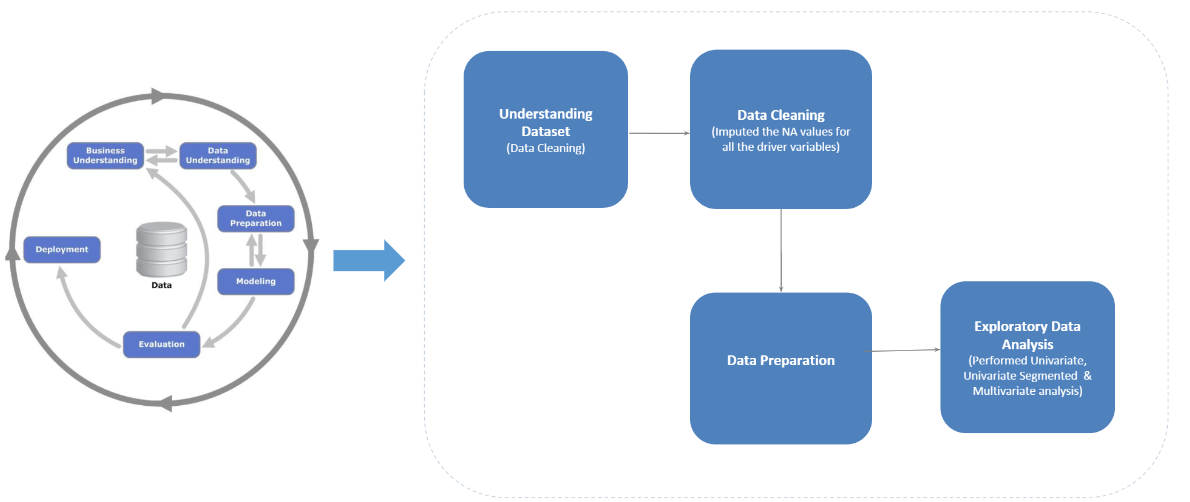 Business
Understanding
Data
Understanding
Data
Preparation
Deployment
Data
Modeling
Evaluation
Understanding
Dataset
(Data Cleaning)
Data Cleaning
(Imputed the NA values for
all the driver variables)
Data Preparation
Exploratory Data
Analysis
(Performed Univariate,
Univariate Segmented &
Multivariate analysis)